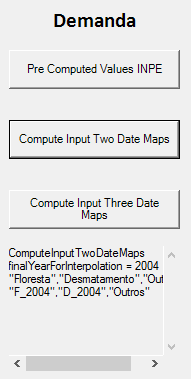 Demanda
Pre Computed Values INPE
Compute Input Two Date Maps
Compute Input Three Date
Maps
ComputeInputTwoDateMaps
finalYearForInterpolation = 2004
"Floresta","Desmatamento","Out
"F_2004","D_2004","Outros"